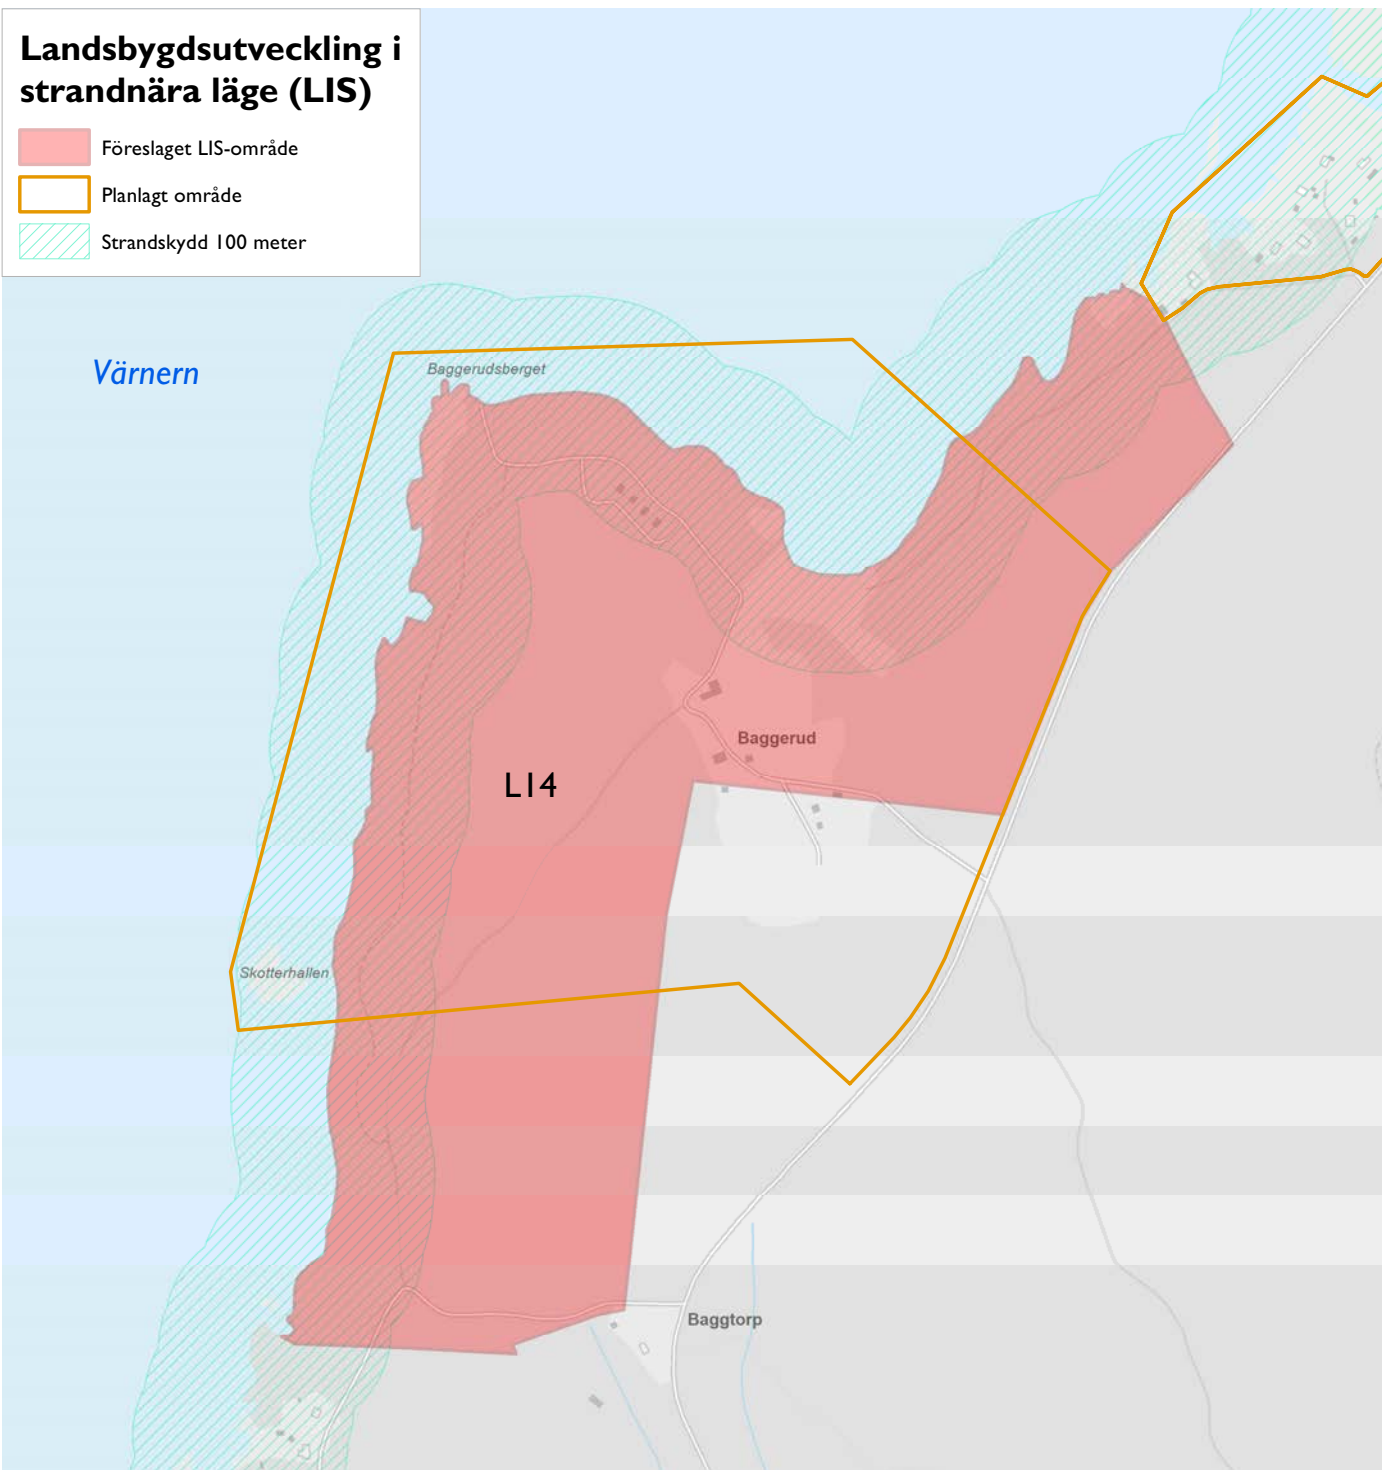 Landsbygdsutveckling i
strandnära läge (LIS)
Föreslaget LIS-område
Planlagt område
Strandskydd 100 meter
Värnern
Baggerudsberget
Baggerud
L14
Skotterhallen
Baggtorp